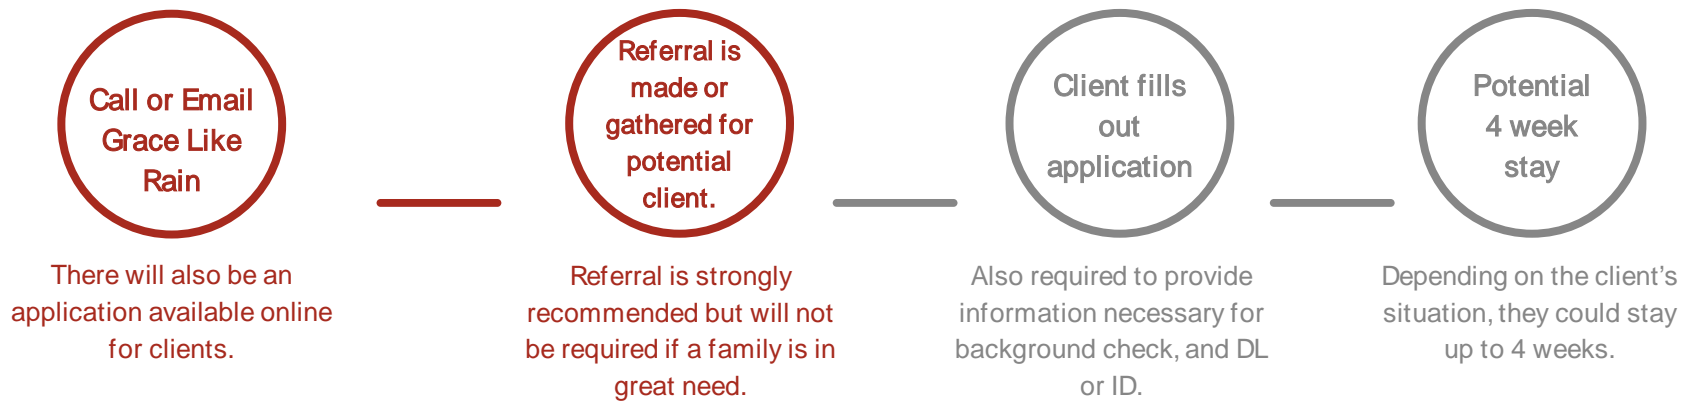 Call or Email
Grace Like
Rain
There will also be an
application available online
for clients.
Referral is
made or
gathered for
potential
client.
Referral is strongly
recommended but will not
be required if a family is in
great need.
Client fills
out
application
Also required to provide
information necessary for
background check, and DL
or ID.
Potential
4 week
stay
Depending on the client’s
situation, they could stay
up to 4 weeks.